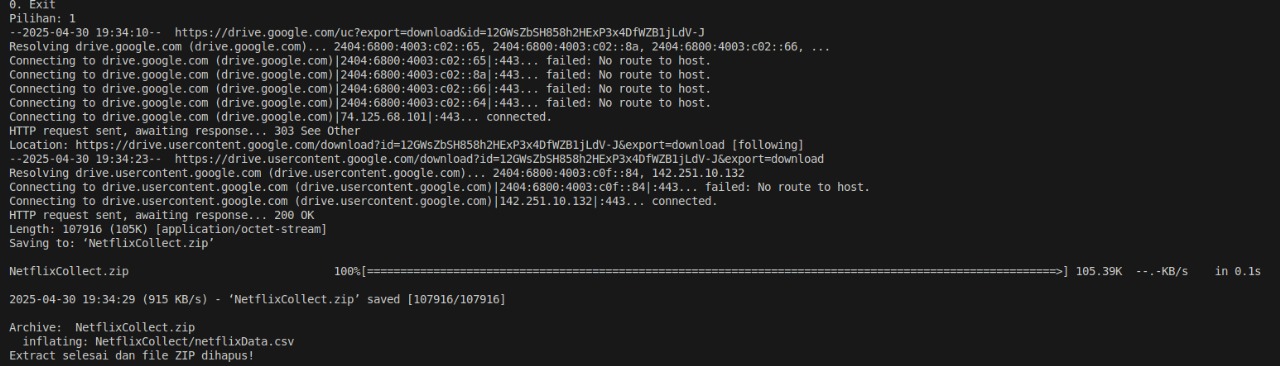 0. Exit
Pilihan: 1
--2025-04-30 19:34:10--  https://drive.google.com/uc?export=download&id=12GWsZbSH858h2HExP3x4DfWZB1jLdV-J
Resolving drive.google.com (drive.google.com)... 2404:6800:4003:c02::65, 2404:6800:4003:c02::8a, 2404:6800:4003:c02::66, ...
Connecting to drive.google.com (drive.google.com)|2404:6800:4003:c02::65|:443... failed: No route to host.
Connecting to drive.google.com (drive.google.com)|2404:6800:4003:c02::8a|:443... failed: No route to host.
Connecting to drive.google.com (drive.google.com)|2404:6800:4003:c02::66|:443... failed: No route to host.
Connecting to drive.google.com (drive.google.com)|2404:6800:4003:c02::64|:443... failed: No route to host.
Connecting to drive.google.com (drive.google.com)|74.125.68.101|:443... connected.
HTTP request sent, awaiting response... 303 See Other
Location: https://drive.usercontent.google.com/download?id=12GWsZbSH858h2HExP3x4DfWZB1jLdV-J&export=download [following]
--2025-04-30 19:34:23--  https://drive.usercontent.google.com/download?id=12GWsZbSH858h2HExP3x4DfWZB1jLdV-J&export=download
Resolving drive.usercontent.google.com (drive.usercontent.google.com)... 2404:6800:4003:c0f::84, 142.251.10.132
Connecting to drive.usercontent.google.com (drive.usercontent.google.com)|2404:6800:4003:c0f::84|:443... failed: No route to host.
Connecting to drive.usercontent.google.com (drive.usercontent.google.com)|142.251.10.132|:443... connected.
HTTP request sent, awaiting response... 200 OK
Length: 107916 (105K) [application/octet-stream]
Saving to: ‘NetflixCollect.zip’
NetflixCollect.zip 100%[========================================================================================================>] 105.39K  --.-KB/s    in 0.1s
2025-04-30 19:34:29 (915 KB/s) - ‘NetflixCollect.zip’ saved [107916/107916]
Archive:  NetflixCollect.zip
inflating: NetflixCollect/netflixData.csv
Extract selesai dan file ZIP dihapus!